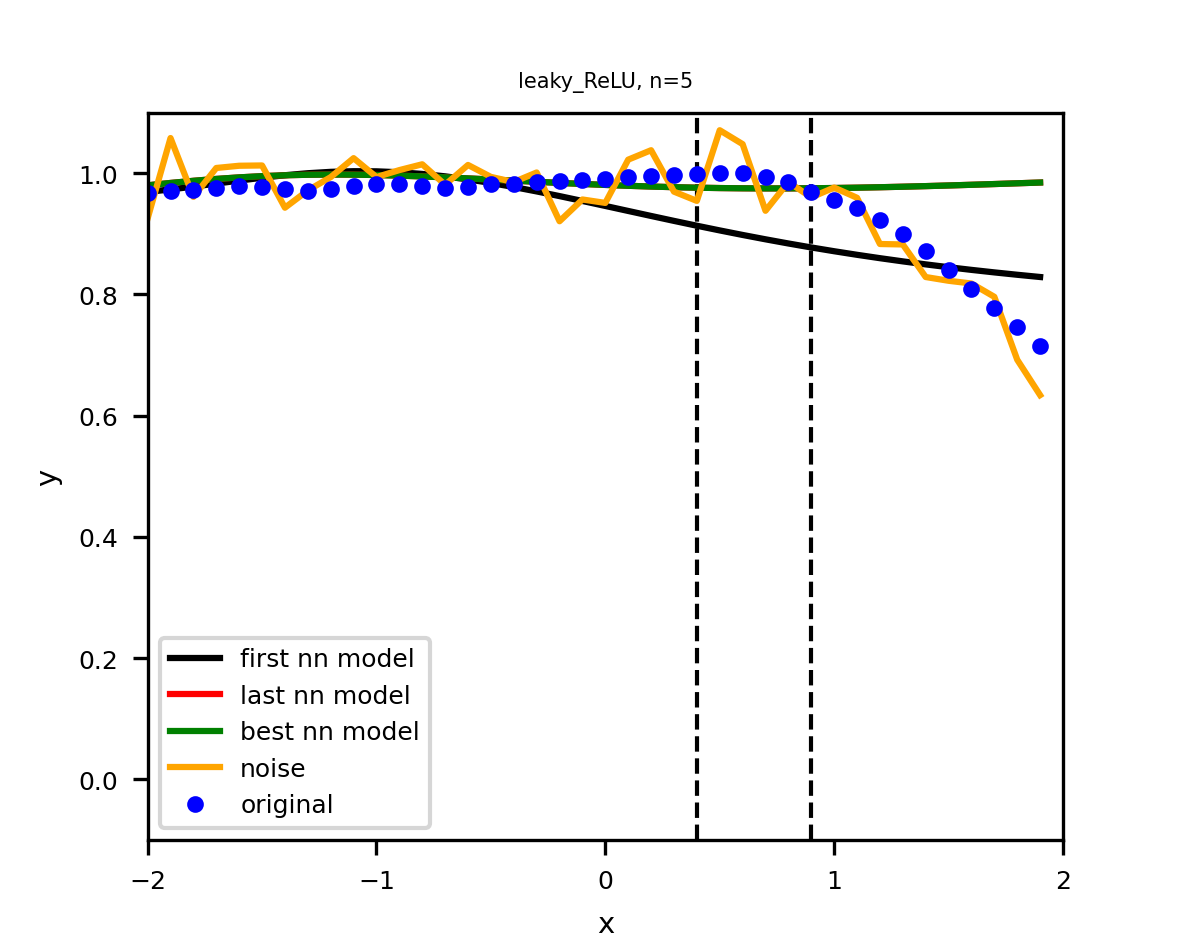 leaky_ReLU, n=5
1.0
0.8
0.6
0.4
0.2
0.0
y
first nn model
last nn model
best nn model
noise
original
−2
−1
0
1
2
x